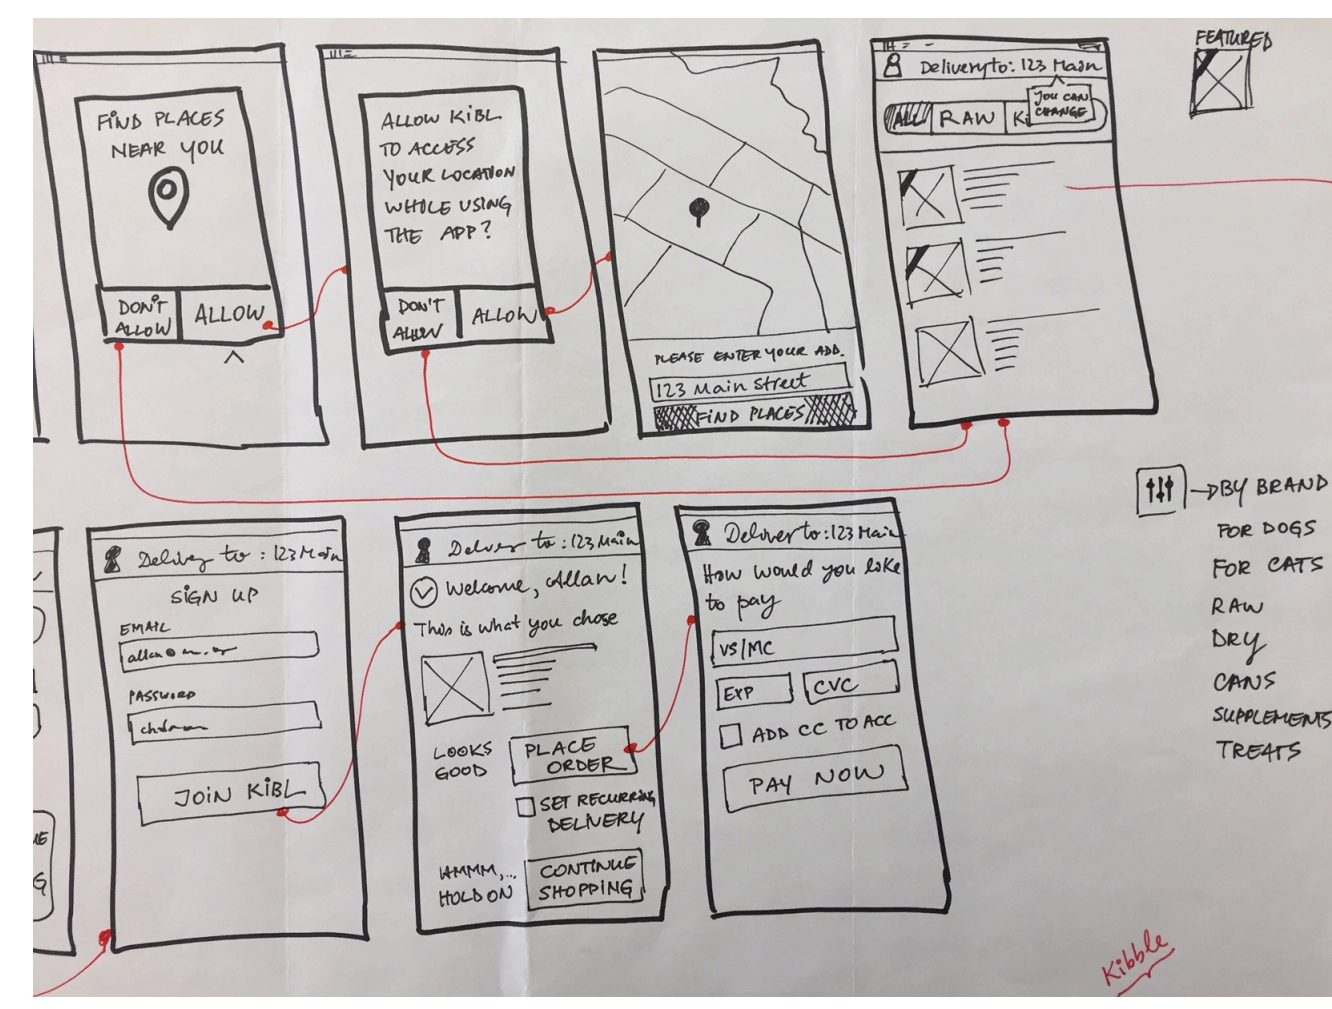 FIND PLACES
NEAR YOU
DON'T
ALLOW
ALLOW
ALLOW KIBL
TO ACCESS
YOUR LOCATION
WHILE USING
THE APP?
DON'T
ALLOW
ALLOW
PLEASE ENTER YOUR ADD.
123 Main Street
FIND PLACES
Delivery to: 123 Main
YOU CAN
CHANGE
ALL
RAW
Ki
FEATURED
BY BRAND
FOR DOGS
FOR CATS
RAW
DRY
CANS
SUPPLEMENTS
TREATS
Deliver to: 123 Main
SIGN UP
EMAIL
PASSWORD
JOIN KIBL
Deliver to: 123 Main
Welcome, Allan!
This is what you chose
LOOKS
GOOD
PLACE
ORDER
SET RECURRING
DELIVERY
HMMM,...
HOLD ON
CONTINUE
SHOPPING
Deliver to: 123 Main
How would you like
to pay
VS/MC
EXP
CVC
ADD CC TO ACC
PAY NOW
Kibble